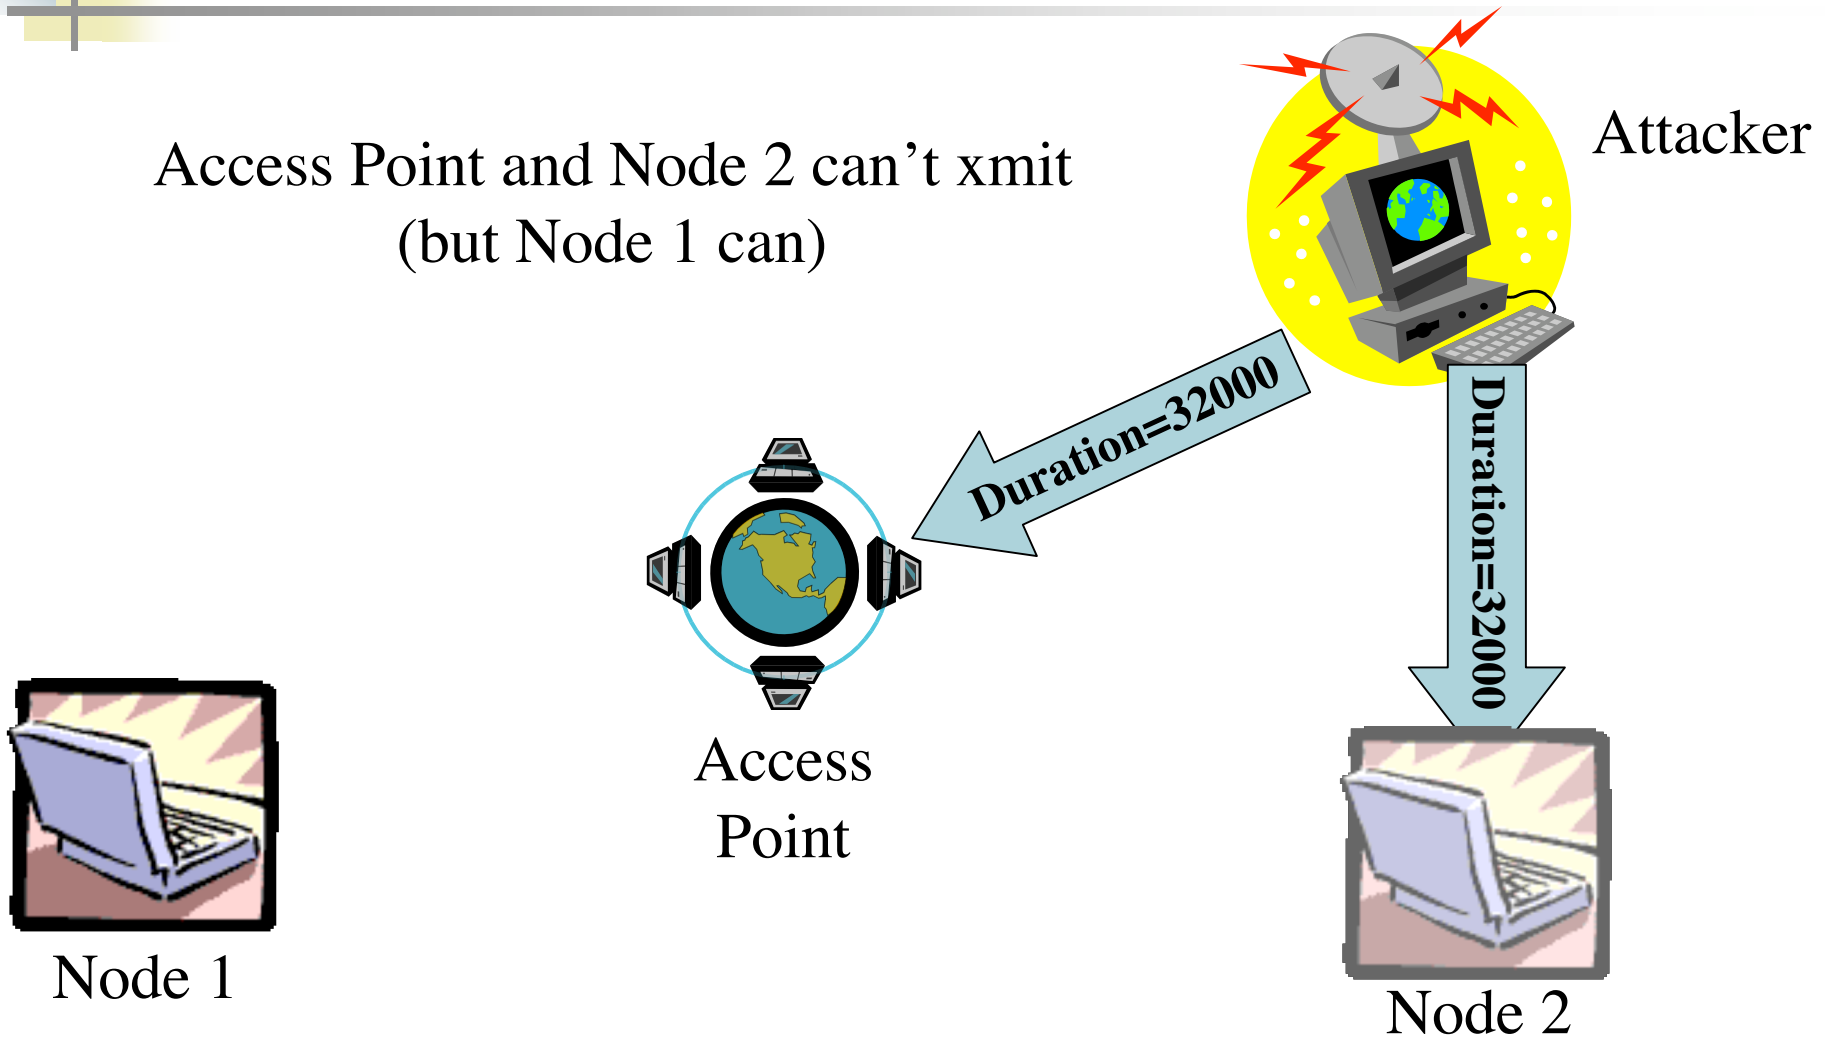 Access Point and Node 2 can’t xmit
(but Node 1 can)
Attacker
Duration=32000
Duration=32000
Access
Point
Node 1
Node 2